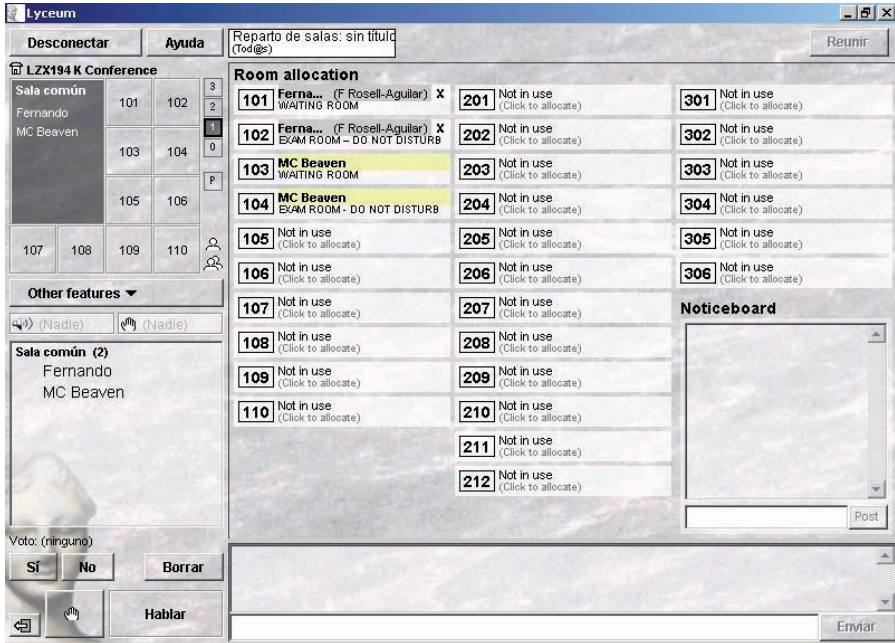 Lyceum
Desconectar
Ayuda
LZX194 K Conference
Sala común
Fernando
MC Beaven
101
102
103
104
105
106
107
108
109
110
3
2
1
0
P
Other features
(Nadie)
(Nadie)
Sala común (2)
Fernando
MC Beaven
Voto: (ninguno)
Sí
No
Borrar
Hablar
Reparto de salas: sin título
(Tod@s)
Reunir
Room allocation
101 Ferna... (F Rosell-Aguilar) X
WAITING ROOM
102 Ferna... (F Rosell-Aguilar) X
EXAM ROOM – DO NOT DISTURB
103 MC Beaven
WAITING ROOM
104 MC Beaven
EXAM ROOM - DO NOT DISTURB
105 Not in use
(Click to allocate)
106 Not in use
(Click to allocate)
107 Not in use
(Click to allocate)
108 Not in use
(Click to allocate)
109 Not in use
(Click to allocate)
110 Not in use
(Click to allocate)
201 Not in use
(Click to allocate)
202 Not in use
(Click to allocate)
203 Not in use
(Click to allocate)
204 Not in use
(Click to allocate)
205 Not in use
(Click to allocate)
206 Not in use
(Click to allocate)
207 Not in use
(Click to allocate)
208 Not in use
(Click to allocate)
209 Not in use
(Click to allocate)
210 Not in use
(Click to allocate)
211 Not in use
(Click to allocate)
212 Not in use
(Click to allocate)
301 Not in use
(Click to allocate)
302 Not in use
(Click to allocate)
303 Not in use
(Click to allocate)
304 Not in use
(Click to allocate)
305 Not in use
(Click to allocate)
306 Not in use
(Click to allocate)
Noticeboard
Post
Enviar